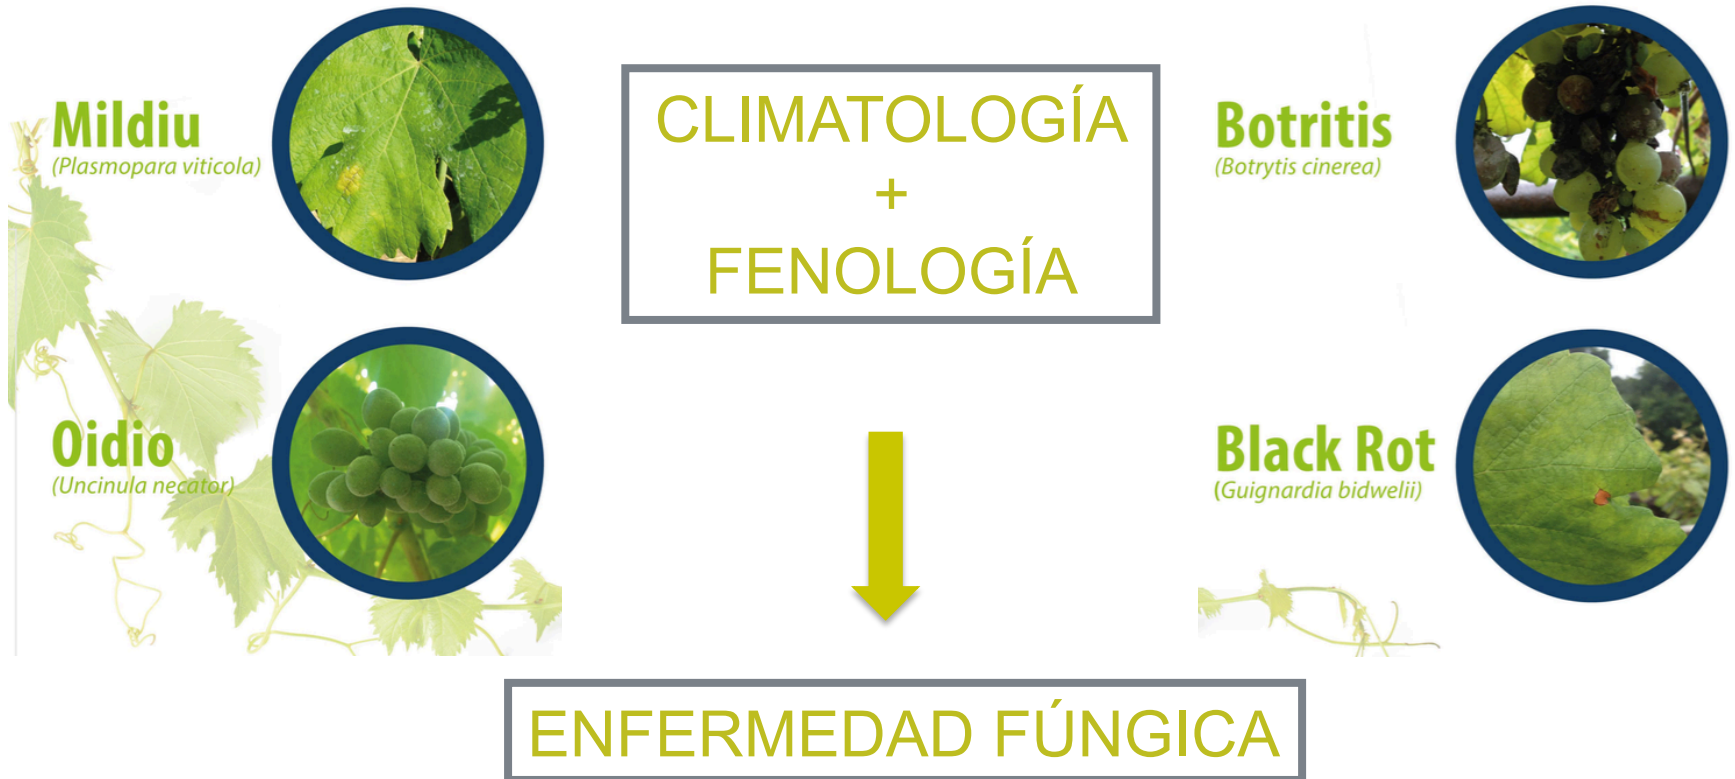 Mildiu
(Plasmopara viticola)
Oidio
(Uncinula necator)
CLIMATOLOGÍA
+
FENOLOGÍA
ENFERMEDAD FÚNGICA
Botritis
(Botrytis cinerea)
Black Rot
(Guignardia bidwelii)